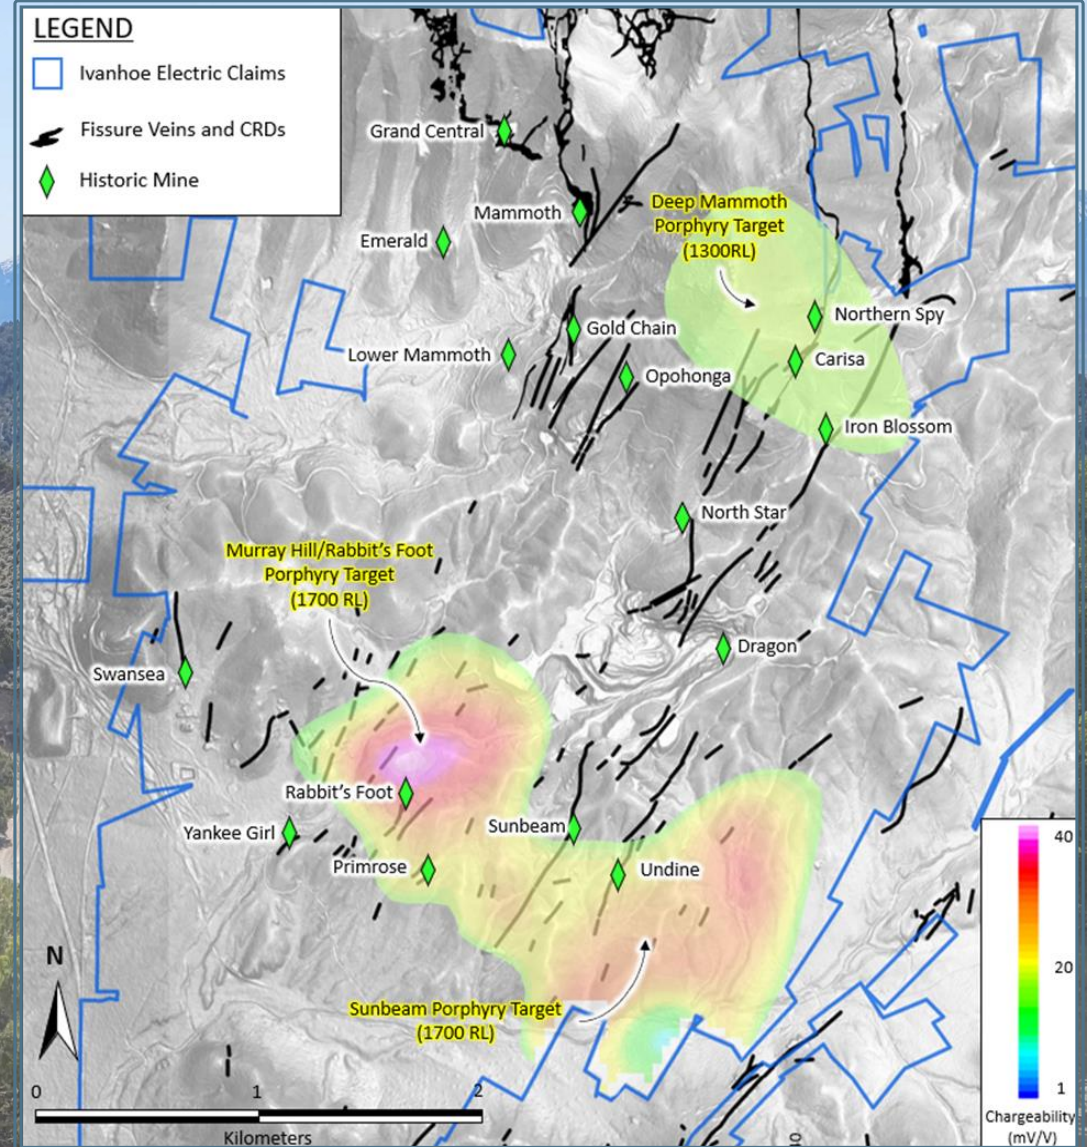 LEGEND
Ivanhoe Electric Claims
Fissure Veins and CRDs
Historic Mine
Grand Central
Mammoth
Emerald
Deep Mammoth
Porphyry Target
(1300RL)
Gold Chain
Northern Spy
Lower Mammoth
Carisa
Opohonga
Iron Blossom
North Star
Murray Hill/Rabbit's Foot
Porphyry Target
(1700 RL)
Dragon
Swansea
Rabbit's Foot
Yankee Girl
Sunbeam
Primrose
Undine
Sunbeam Porphyry Target
(1700 RL)
N
0 1 2
Kilometers
40
20
1
Chargeability
(mV/V)
40